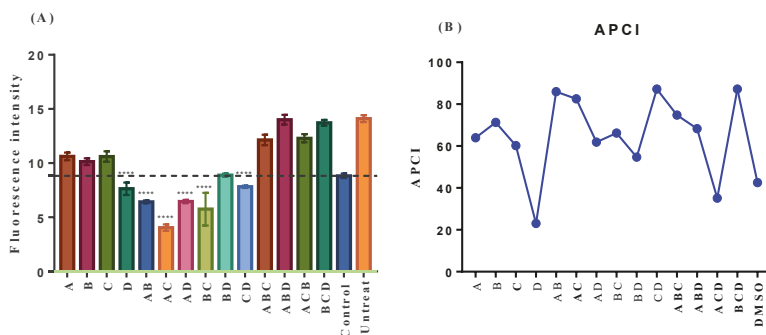 (A)
Fluorescence intensity
20
15
10
5
0
****
****
****
****
****
****
A
B
C
D
AB
AC
AD
BC
BD
CD
ABC
ABD
ACB
BCD
Control
Untreat
(B)
APCI
APCI
100
80
60
40
20
0
A
B
C
D
AB
AC
AD
BC
BD
CD
ABC
ABD
ACD
BCD
DMSO